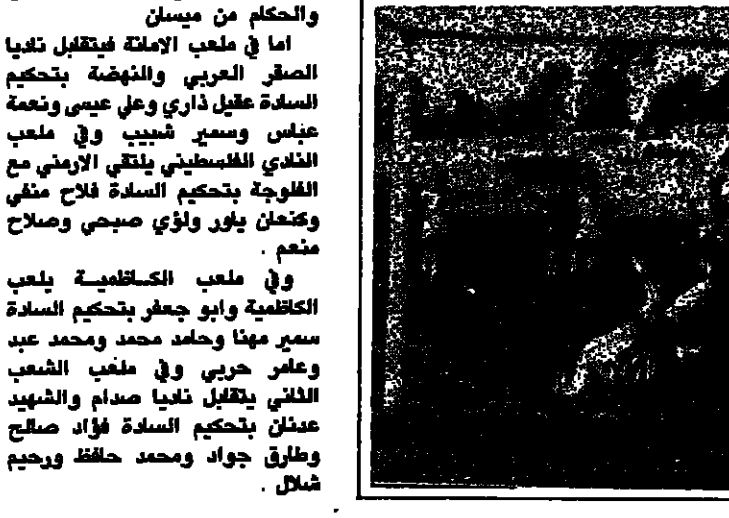 والحكام من ميسان
اما في ملعب الامانة فيتقابل ناديا
الصقر العربي والنهضة بتحكيم
السادة عقيل ذاري وعلي عيسى ونعمة
عباس وسمير شبيب وفي ملعب
النادي الفلسطيني يلتقي الارمني مع
الفلوجة بتحكيم السادة فلاح منفي
وكنعان ياور ولؤي صبحي وصلاح
منعم .
وفي ملعب الكاظمية يلعب
الكاظمية وابو جعفر بتحكيم السادة
سمير مهنا وحامد محمد ومحمد عبد
وعامر حربي وفي ملعب الشعب
الثاني يتقابل ناديا صدام والشهيد
عدنان بتحكيم السادة فؤاد صالح
وطارق جواد ومحمد حافظ ورحيم
شلال .